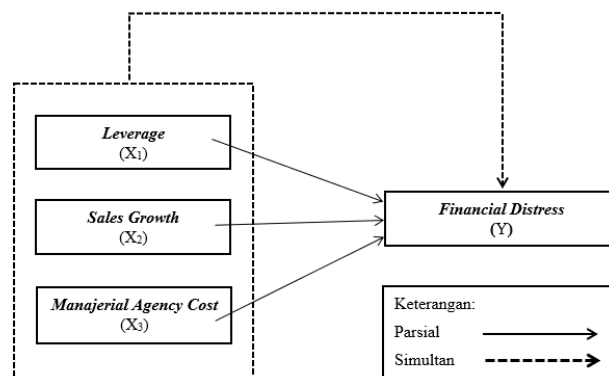 Leverage
(X₁)
Sales Growth
(X₂)
Manajerial Agency Cost
(X₃)
Financial Distress
(Y)
Keterangan:
Parsial
Simultan